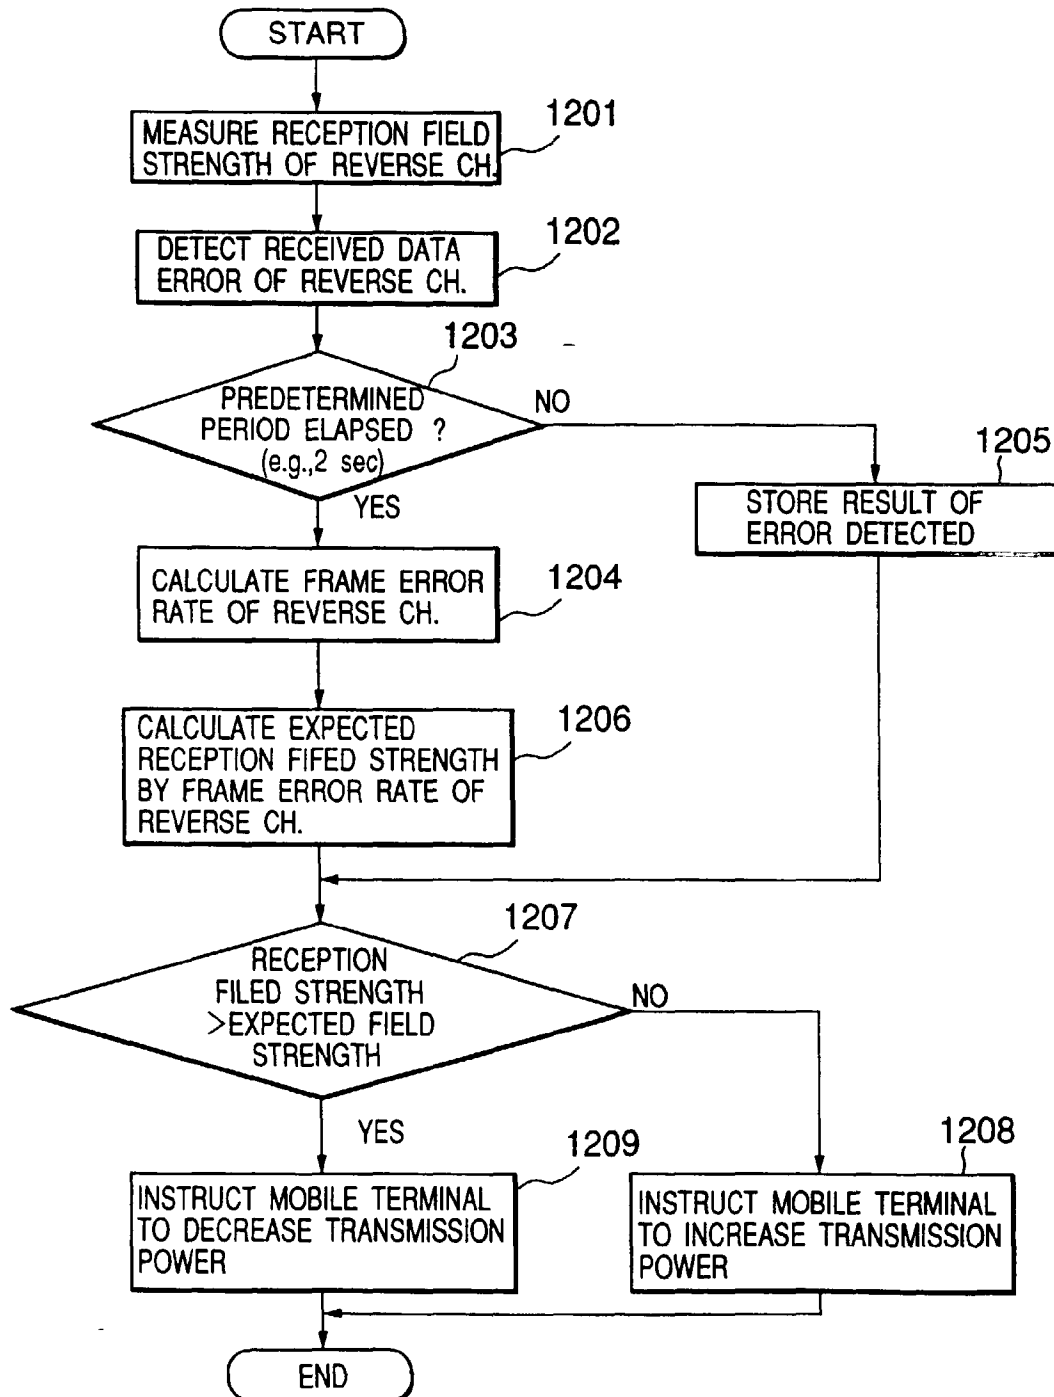 START
1201
MEASURE RECEPTION FIELD
STRENGTH OF REVERSE CH.
1202
DETECT RECEIVED DATA
ERROR OF REVERSE CH.
1203
PREDETERMINED
PERIOD ELAPSED ?
(e.g.,2 sec)
NO
YES
1205
STORE RESULT OF
ERROR DETECTED
1204
CALCULATE FRAME ERROR
RATE OF REVERSE CH.
1206
CALCULATE EXPECTED
RECEPTION FIFED STRENGTH
BY FRAME ERROR RATE OF
REVERSE CH.
1207
RECEPTION
FILED STRENGTH
>EXPECTED FIELD
STRENGTH
NO
YES
1209
INSTRUCT MOBILE TERMINAL
TO DECREASE TRANSMISSION
POWER
1208
INSTRUCT MOBILE TERMINAL
TO INCREASE TRANSMISSION
POWER
END